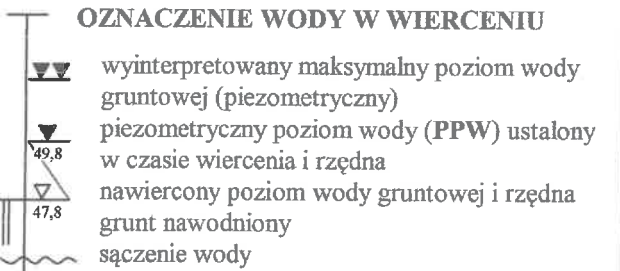 OZNACZENIE WODY W WIERCENIU
wyinterpretowany maksymalny poziom wody
gruntowej (piezometryczny)
piezometryczny poziom wody (PPW) ustalony
49,8
w czasie wiercenia i rzędna
nawiercony poziom wody gruntowej i rzędna
47,8
grunt nawodniony
sączenie wody